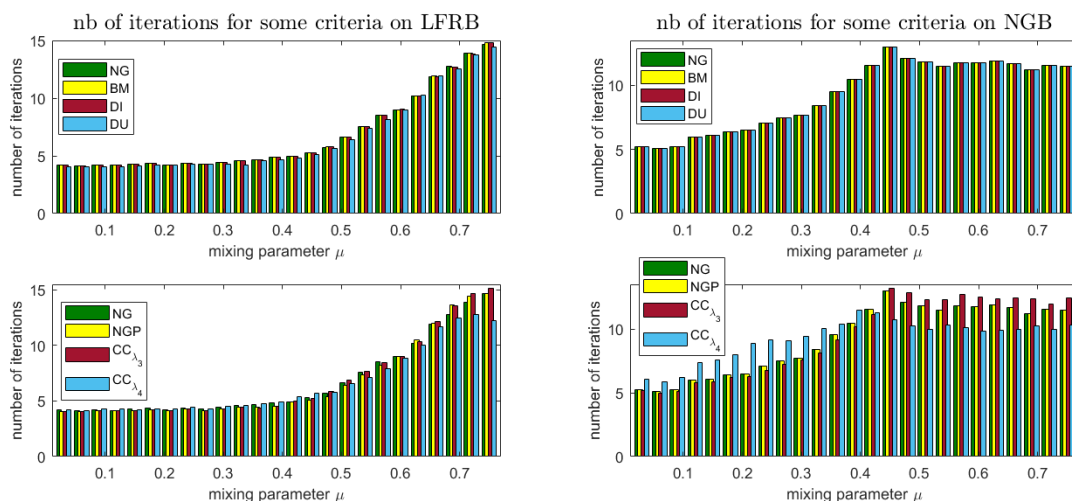 nb of iterations for some criteria on LFRB
15
10
5
0
number of iterations
NG
BM
DI
DU
0.1 0.2 0.3 0.4 0.5 0.6 0.7
mixing parameter μ
nb of iterations for some criteria on NGB
10
5
0
number of iterations
NG
BM
DI
DU
0.1 0.2 0.3 0.4 0.5 0.6 0.7
mixing parameter μ
15
10
5
0
number of iterations
NG
NGP
CC_λ₃
CC_λ₄
0.1 0.2 0.3 0.4 0.5 0.6 0.7
mixing parameter μ
10
5
0
number of iterations
NG
NGP
CC_λ₃
CC_λ₄
0.1 0.2 0.3 0.4 0.5 0.6 0.7
mixing parameter μ